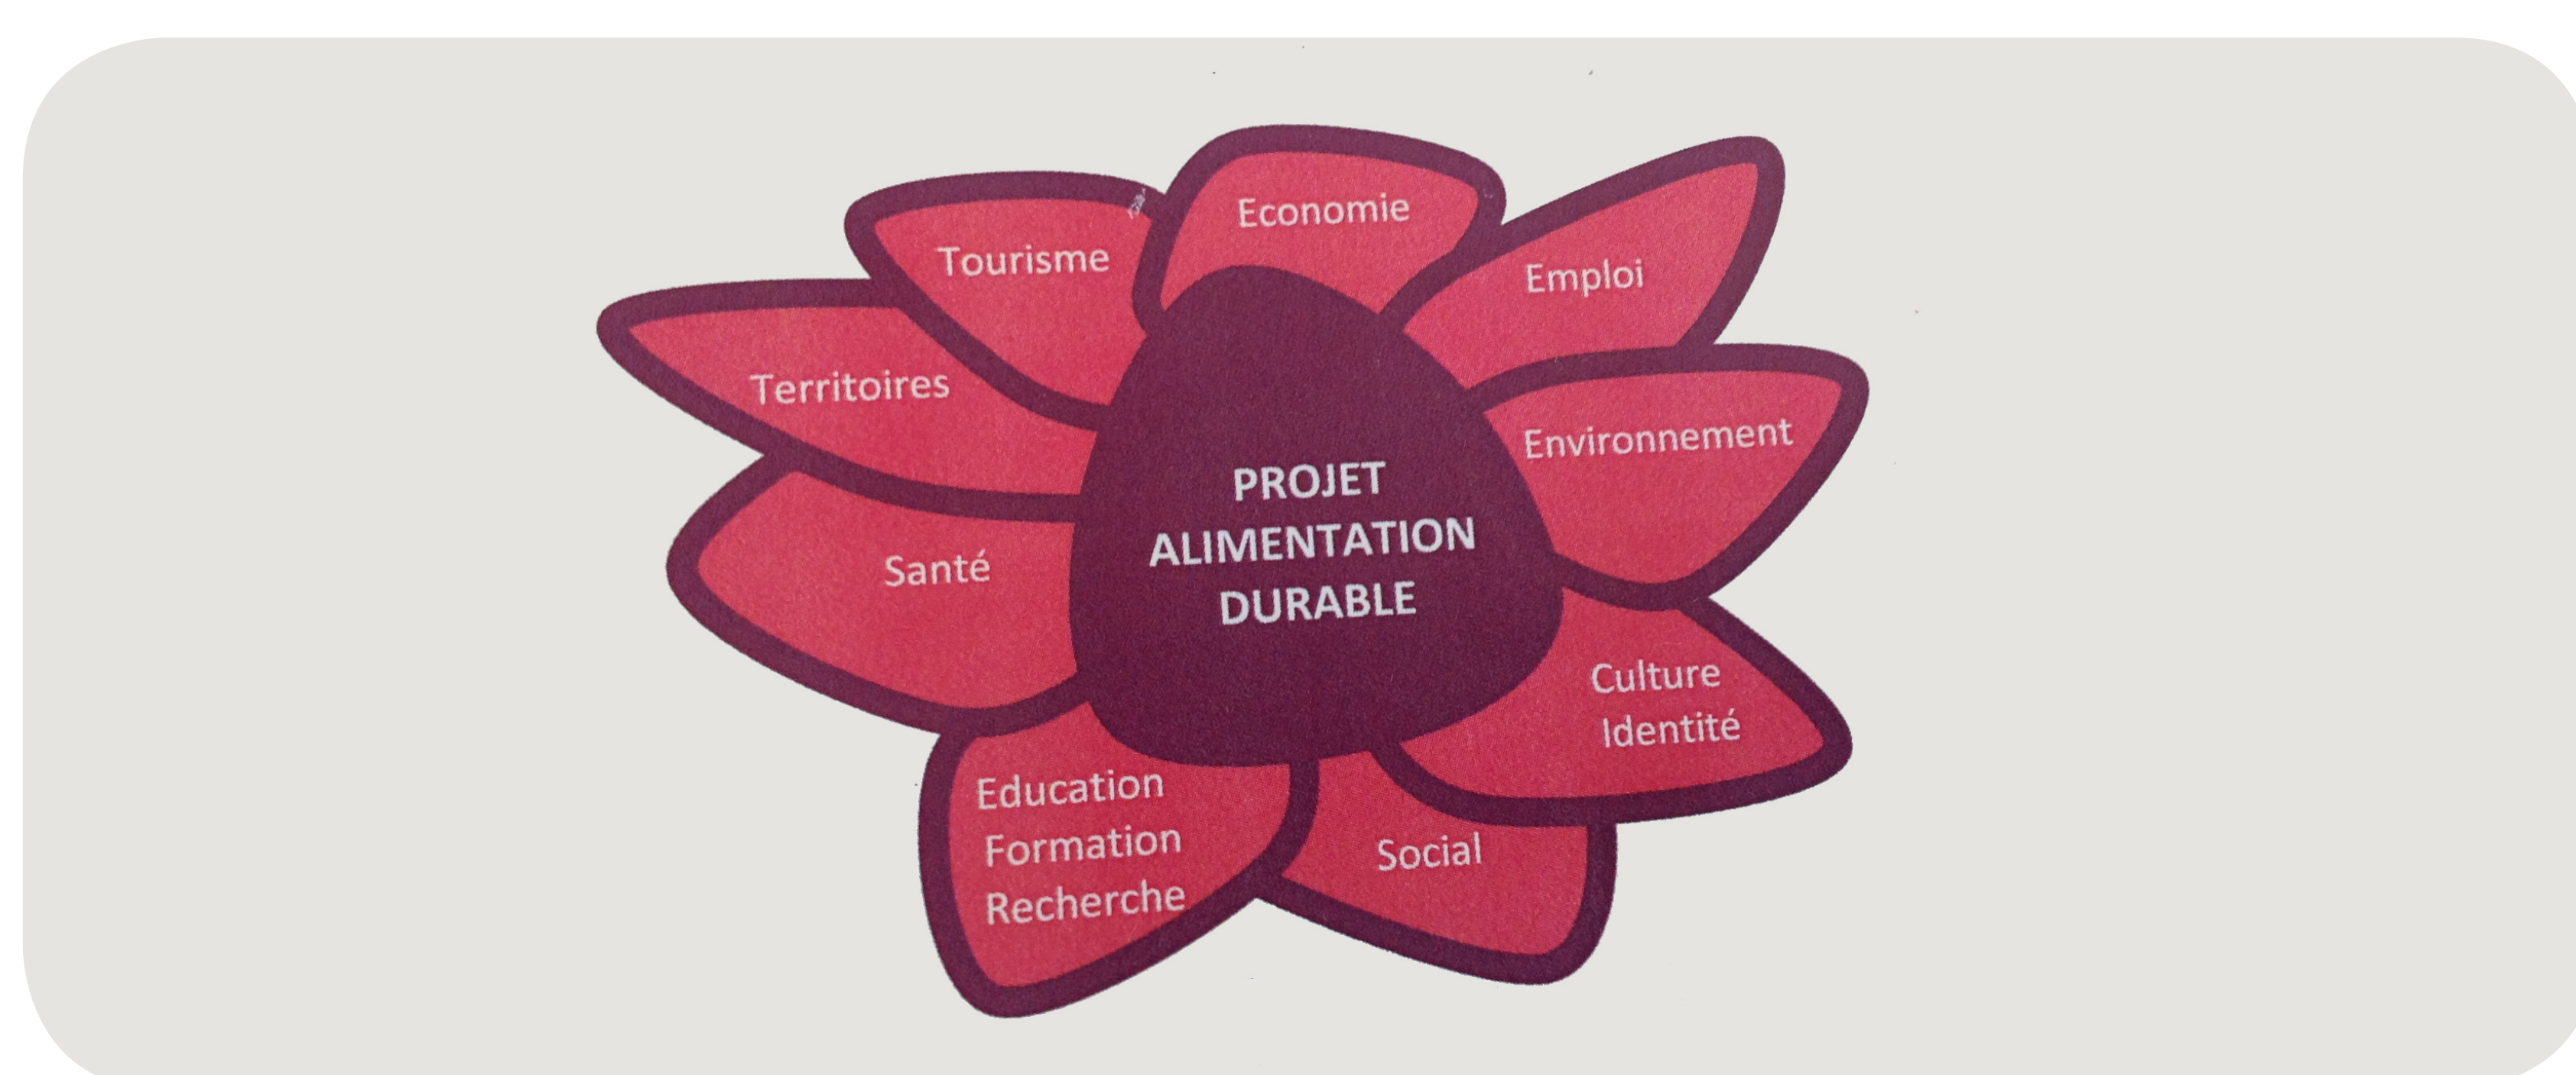 Economie
Emploi
Tourisme
Territoires
Environnement
PROJET
ALIMENTATION
DURABLE
Santé
Culture
Identité
Education
Formation
Recherche
Social